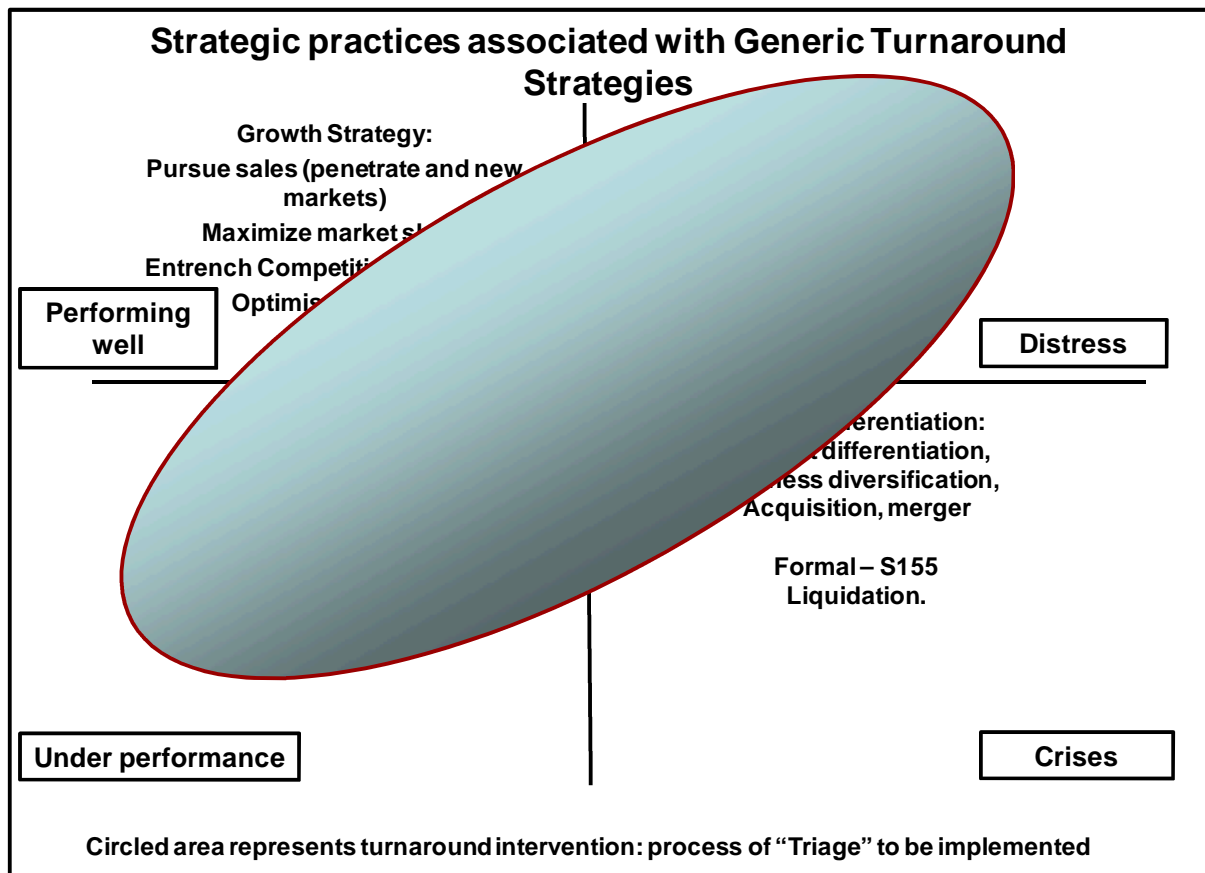 Strategic practices associated with Generic Turnaround
Strategies
Growth Strategy:
Pursue sales (penetrate and new
markets)
Maximize market
Entrench
Performing
well
Distress
differentiation,
diversification,
Acquisition, merger
Formal – S155
Liquidation.
Under performance
Crises
Circled area represents turnaround intervention: process of “Triage” to be implemented